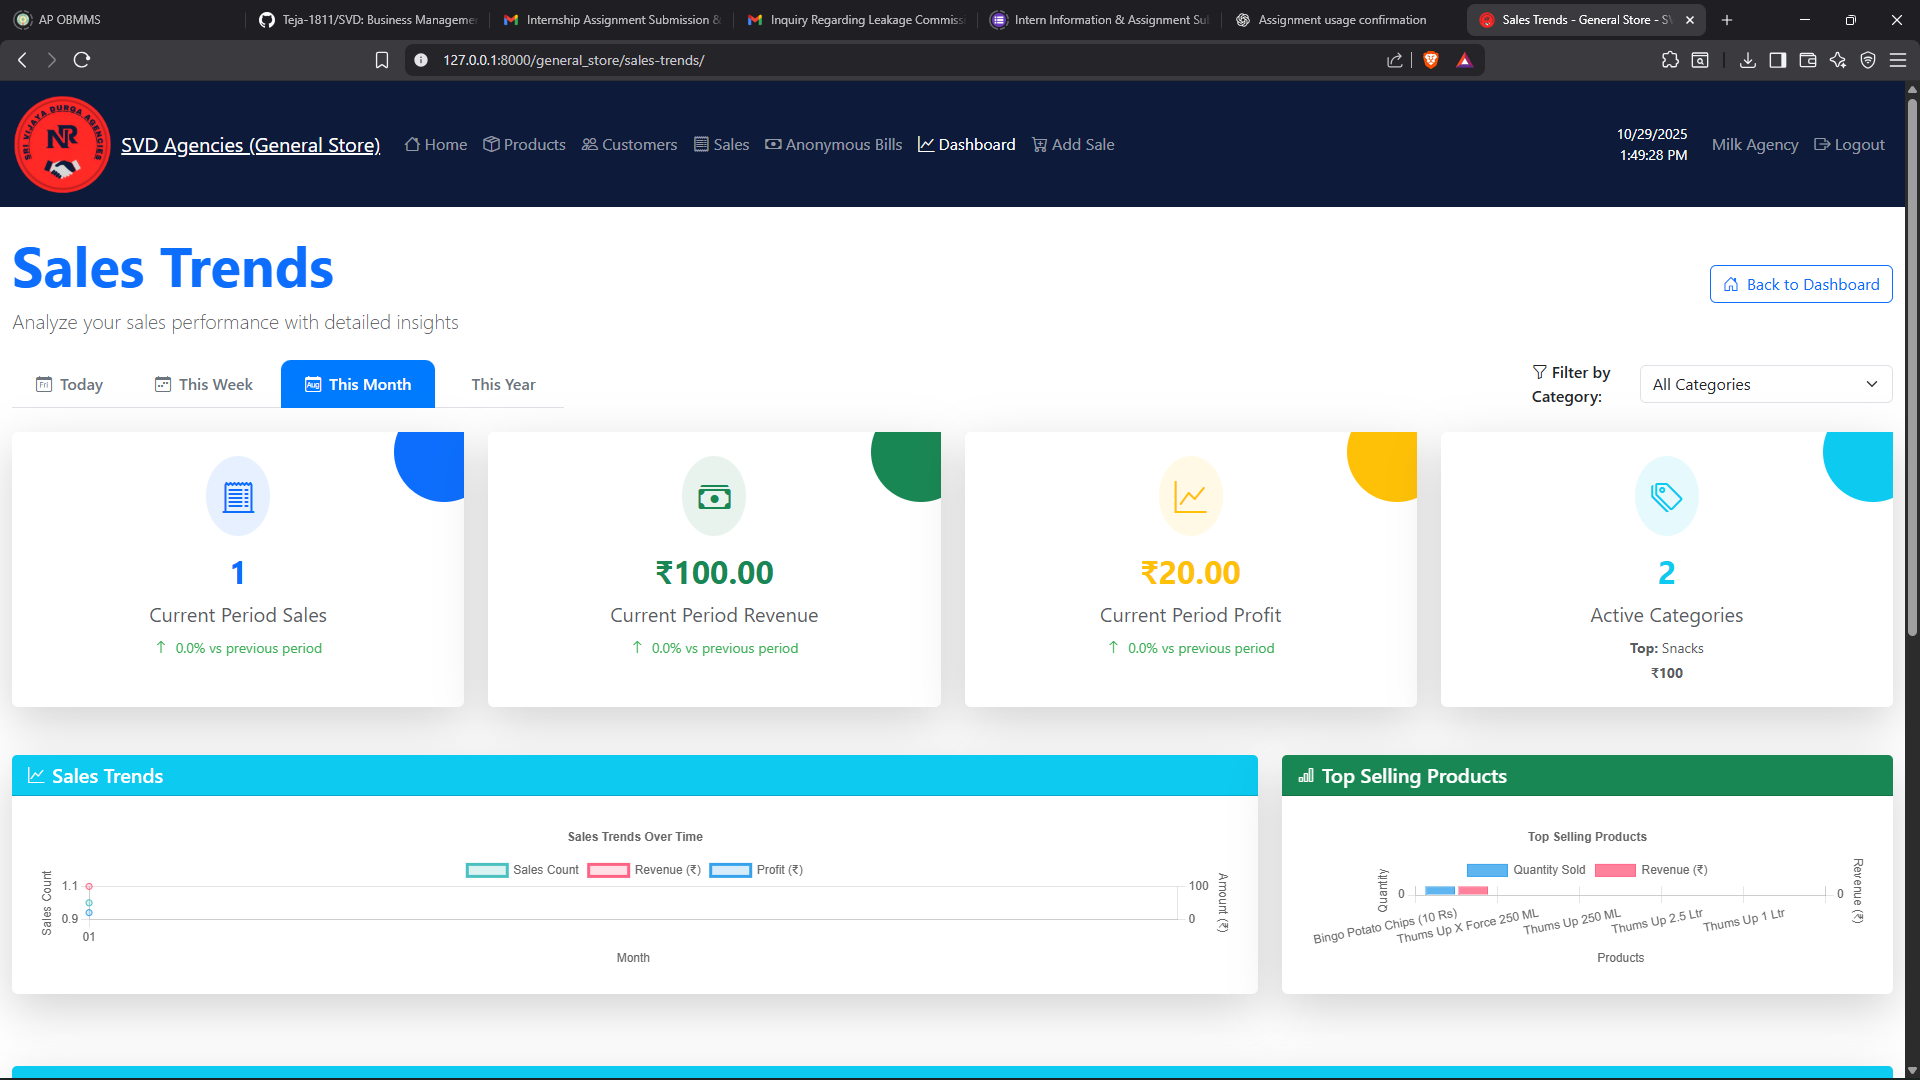 AP OBMMS
Teja-1811/SVD: Business Manageme
Internship Assignment Submission &
Inquiry Regarding Leakage Commiss
Intern Information & Assignment Su
Assignment usage confirmation
Sales Trends - General Store - SV
127.0.0.1:8000/general_store/sales-trends/
SRI VIJAYA DURGA AGENCIES
NR
SVD Agencies (General Store)
Home
Products
Customers
Sales
Anonymous Bills
Dashboard
Add Sale
10/29/2025
1:49:28 PM
Milk Agency
Logout
Sales Trends
Analyze your sales performance with detailed insights
Back to Dashboard
Fri Today
This Week
Aug This Month
This Year
Filter by
Category:
All Categories
1
Current Period Sales
↑ 0.0% vs previous period
₹100.00
Current Period Revenue
↑ 0.0% vs previous period
₹20.00
Current Period Profit
↑ 0.0% vs previous period
2
Active Categories
Top: Snacks
₹100
Sales Trends
Sales Trends Over Time
Sales Count
Revenue (₹)
Profit (₹)
Sales Count
1.1
0.9
01
100
0
Amount (₹)
Month
Top Selling Products
Top Selling Products
Quantity Sold
Revenue (₹)
Quantity
0
0
Revenue (₹)
Bingo Potato Chips (10 Rs)
Thums Up X Force 250 ML
Thums Up 250 ML
Thums Up 2.5 Ltr
Thums Up 1 Ltr
Products